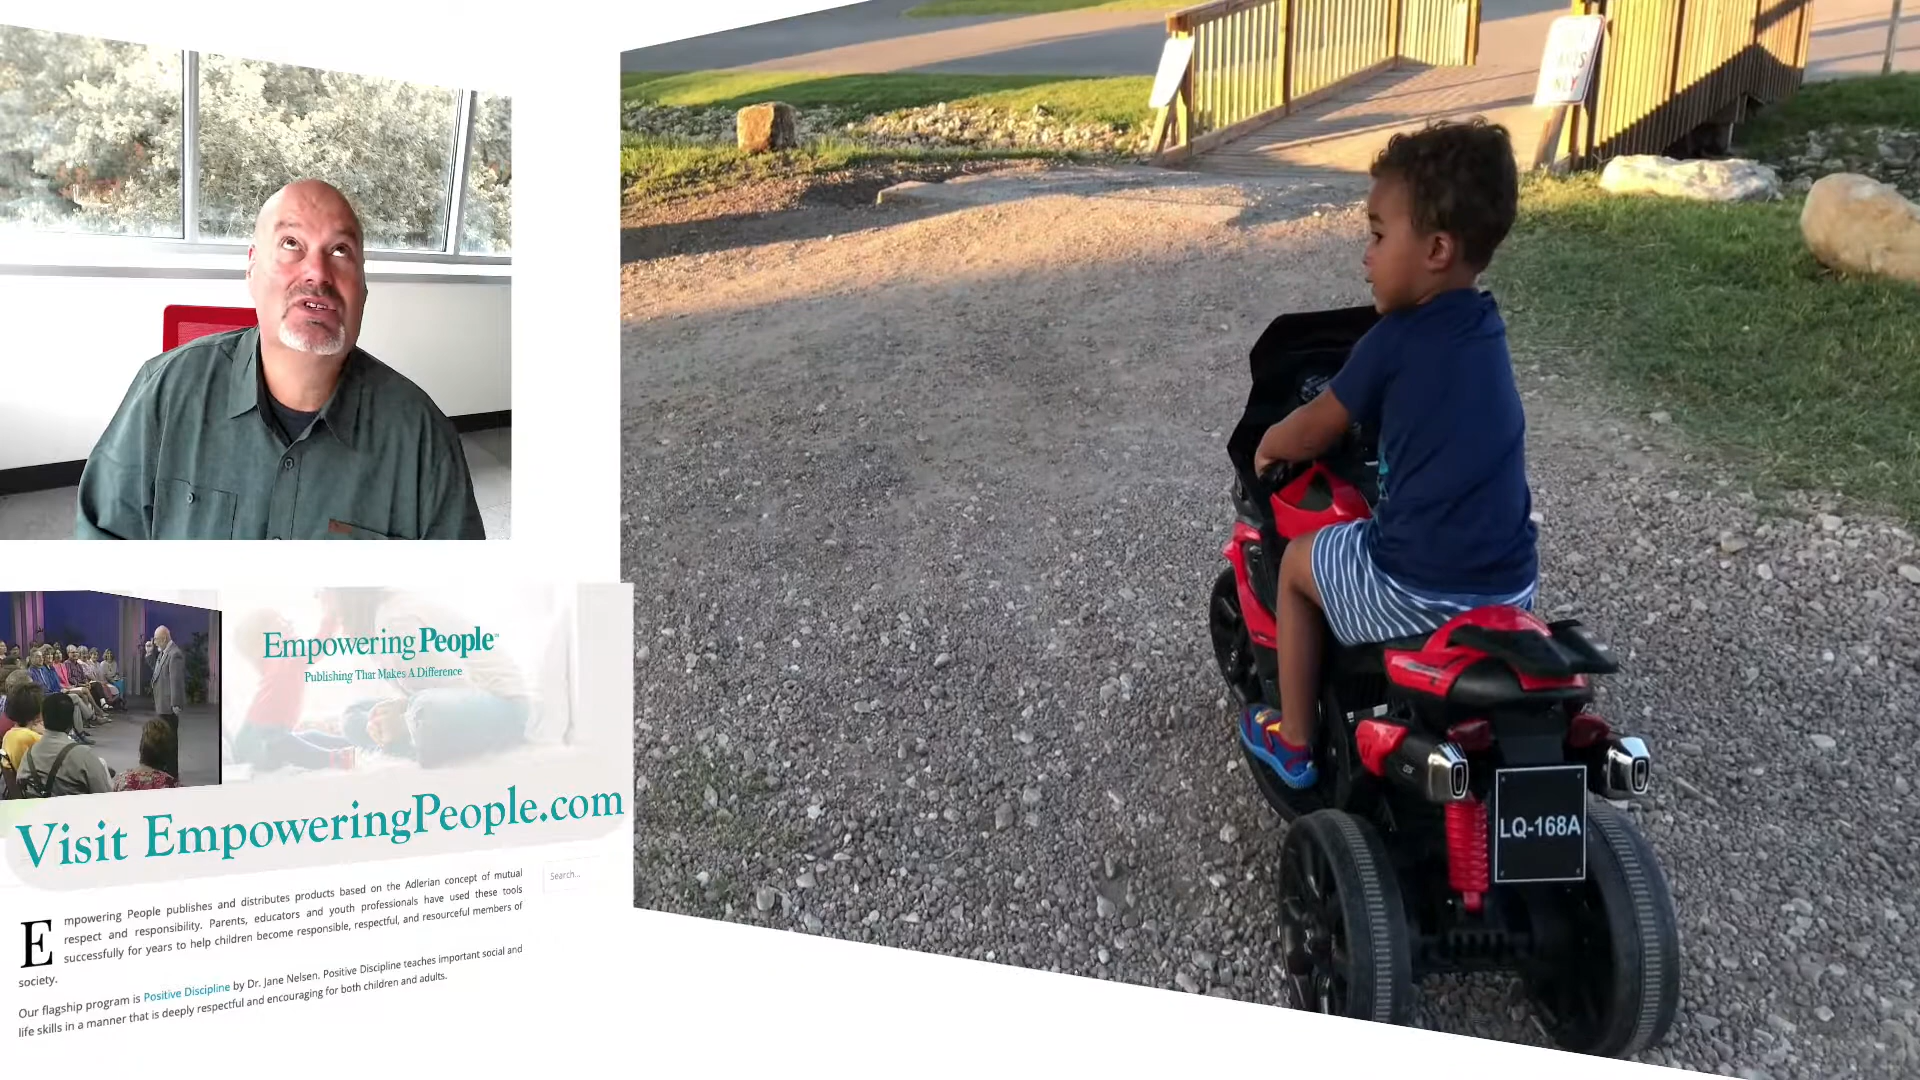 ONLY
Empowering People™
Publishing That Makes A Difference
Visit EmpoweringPeople.com
Empowering People publishes and distributes products based on the Adlerian concept of mutual
respect and responsibility. Parents, educators and youth professionals have used these tools
successfully for years to help children become responsible, respectful, and resourceful members of
society.
Search...
Our flagship program is Positive Discipline by Dr. Jane Nelsen. Positive Discipline teaches important social and
life skills in a manner that is deeply respectful and encouraging for both children and adults.
LQ-168A